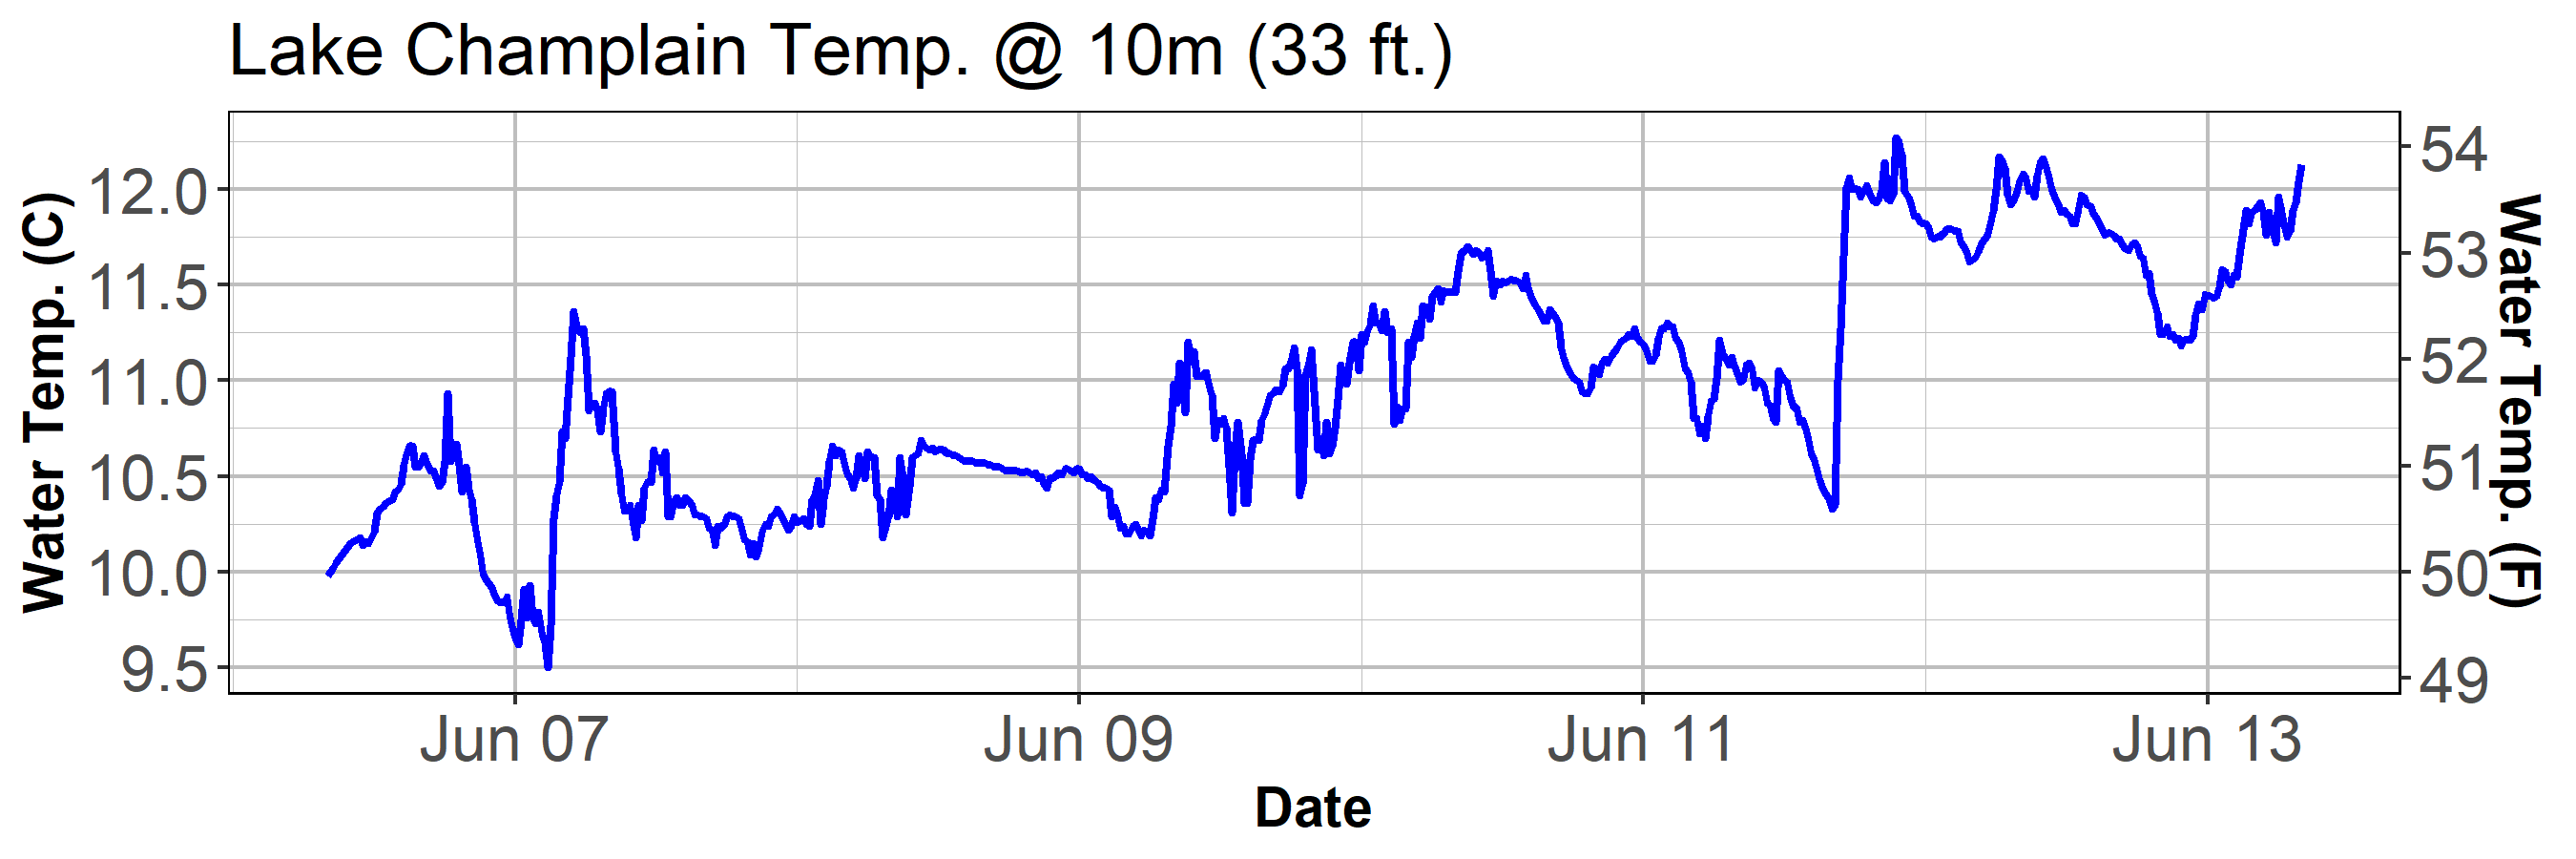 Lake Champlain Temp. @ 10m (33 ft.)
Water Temp. (C)
12.0
11.5
11.0
10.5
10.0
9.5
54
53
52
51
50
49
Water Temp. (F)
Jun 07 Jun 09 Jun 11 Jun 13
Date